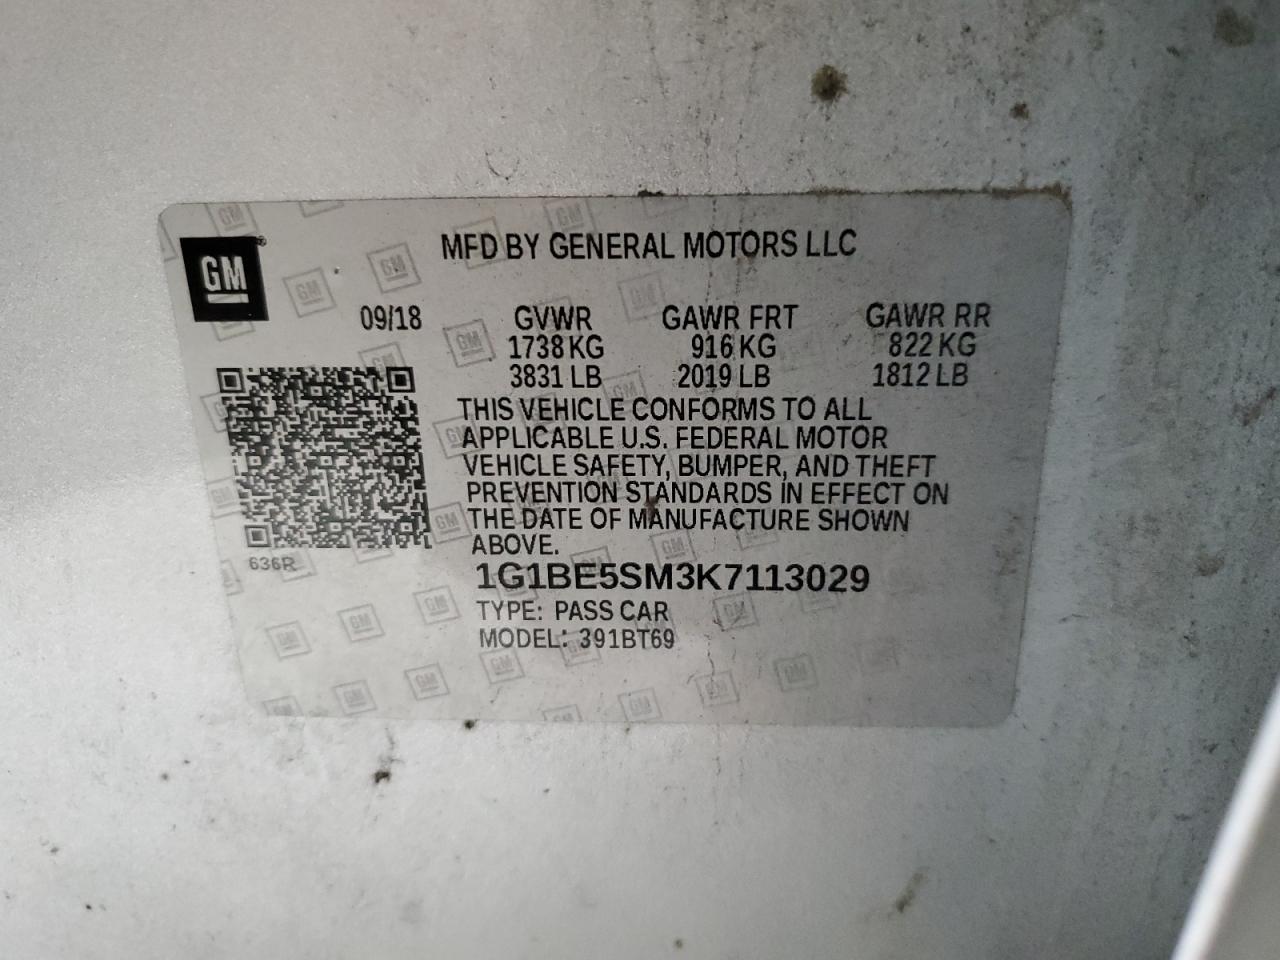 GM
MFD BY GENERAL MOTORS LLC
09/18 GVWR GAWR FRT GAWR RR
1738 KG 916 KG 822 KG
3831 LB 2019 LB 1812 LB
THIS VEHICLE CONFORMS TO ALL
APPLICABLE U.S. FEDERAL MOTOR
VEHICLE SAFETY, BUMPER, AND THEFT
PREVENTION STANDARDS IN EFFECT ON
THE DATE OF MANUFACTURE SHOWN
ABOVE.
636R
1G1BE5SM3K7113029
TYPE: PASS CAR
MODEL: 391BT69